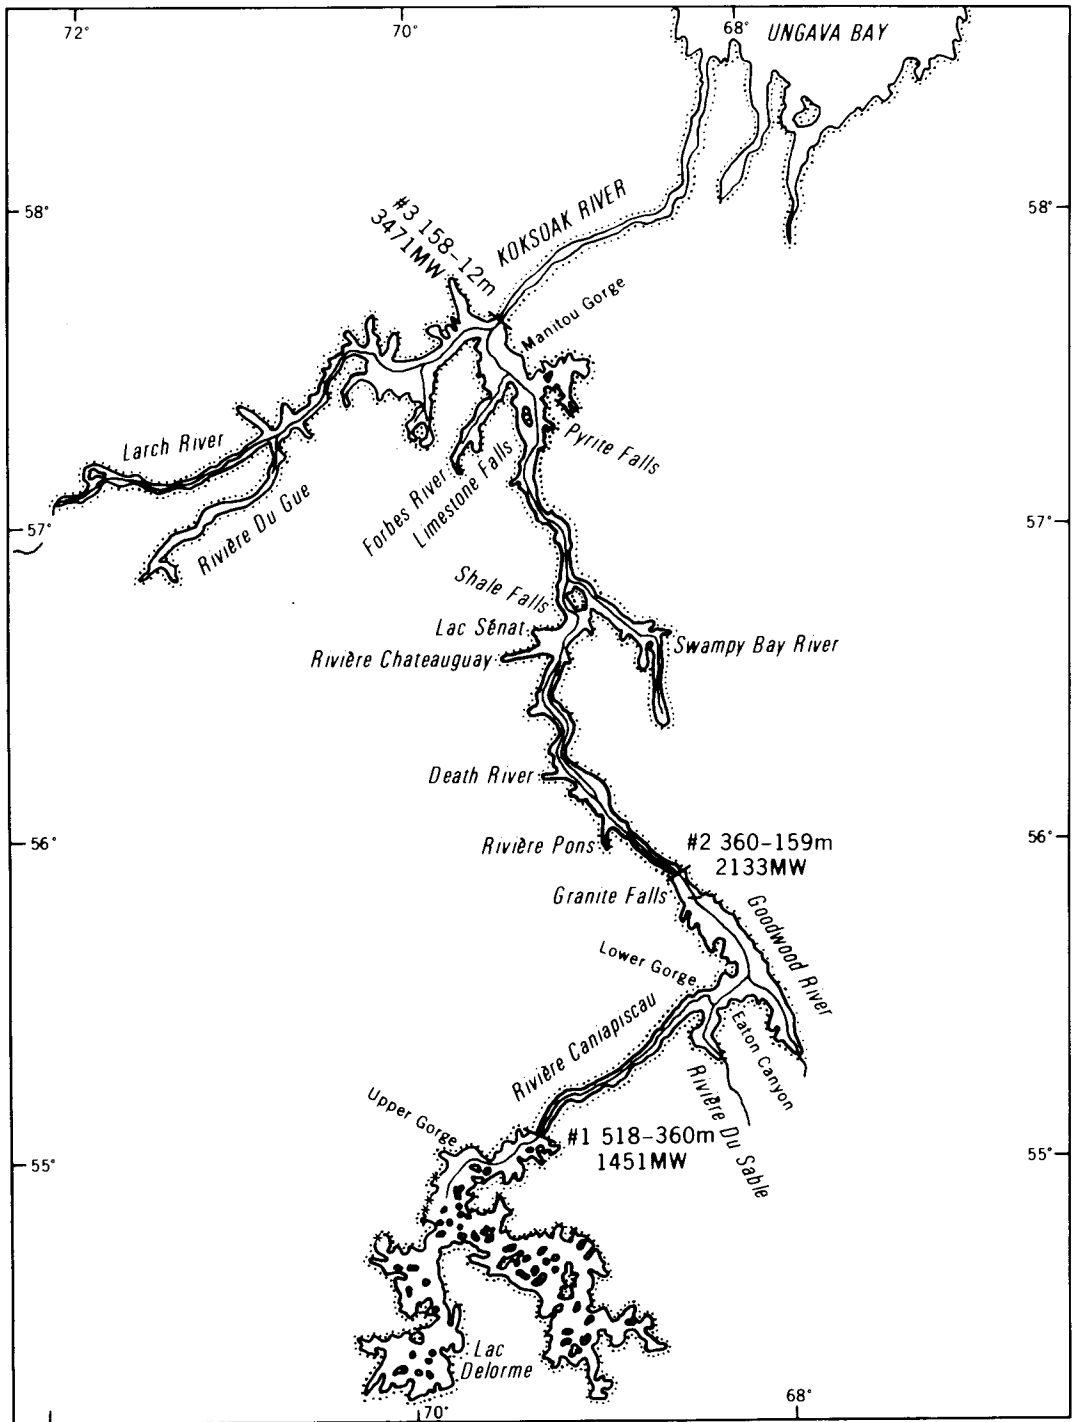 72°
70°
68°
UNGAVA BAY
58°
58°
#3 158-12m
3471MW
KOKSOAK RIVER
Manitou Gorge
Larch River
Pyrite Falls
Rivière Du Gue
Forbes River
Limestone Falls
57°
57°
Shale Falls
Lac Sénat
Rivière Chateauguay
Swampy Bay River
Death River
56°
56°
Rivière Pons
#2 360-159m
2133MW
Granite Falls
Goodwood River
Lower Gorge
Rivière Caniapiscau
Eaton Canyon
Rivière Du Sable
Upper Gorge
#1 518-360m
1451MW
55°
55°
Lac
Delorme
70°
68°